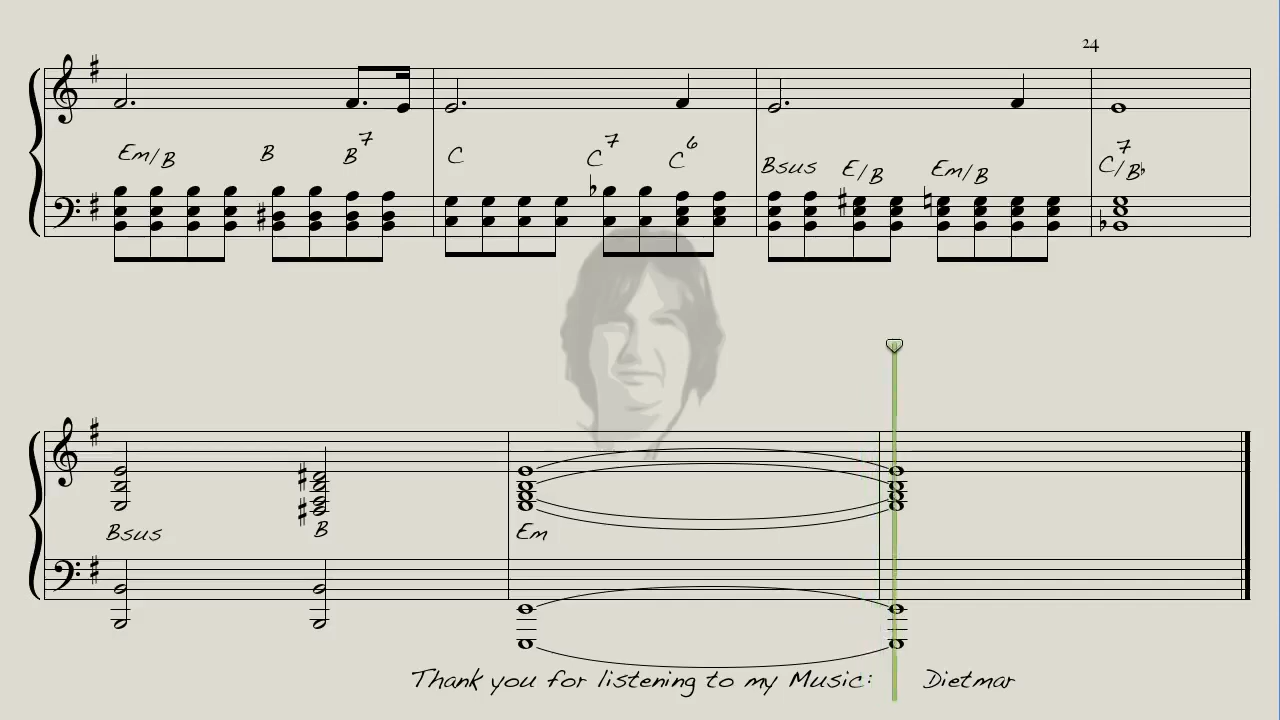 24
Em/B B B7 C C7 C6 Bsus E/B Em/B C7/B♭
Bsus B Em
Thank you for listening to my Music: Dietmar